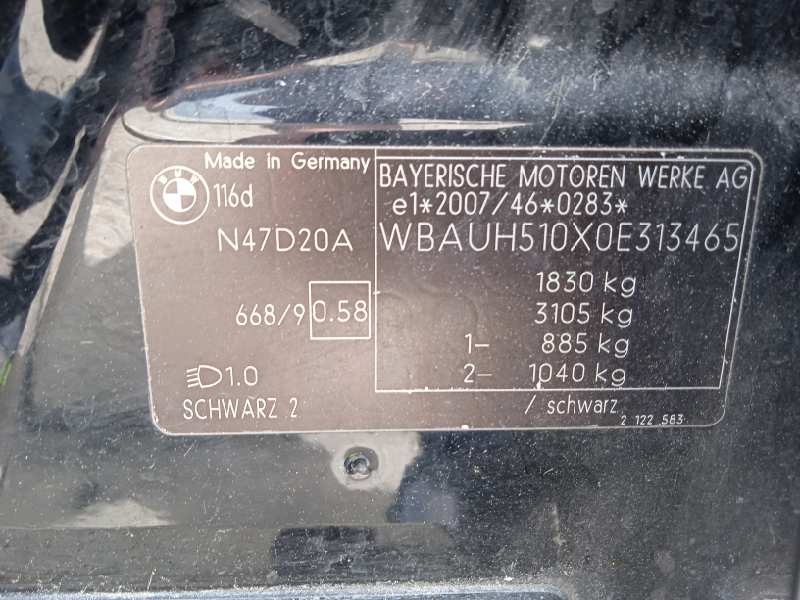 Made in Germany
BMW
116d
N47D20A
668/9 0.58
1.0
SCHWARZ 2
BAYERISCHE MOTOREN WERKE AG
e1*2007/46*0283*
WBAUH510X0E313465
1830 kg
3105 kg
1- 885 kg
2- 1040 kg
/ schwarz
2 122 583